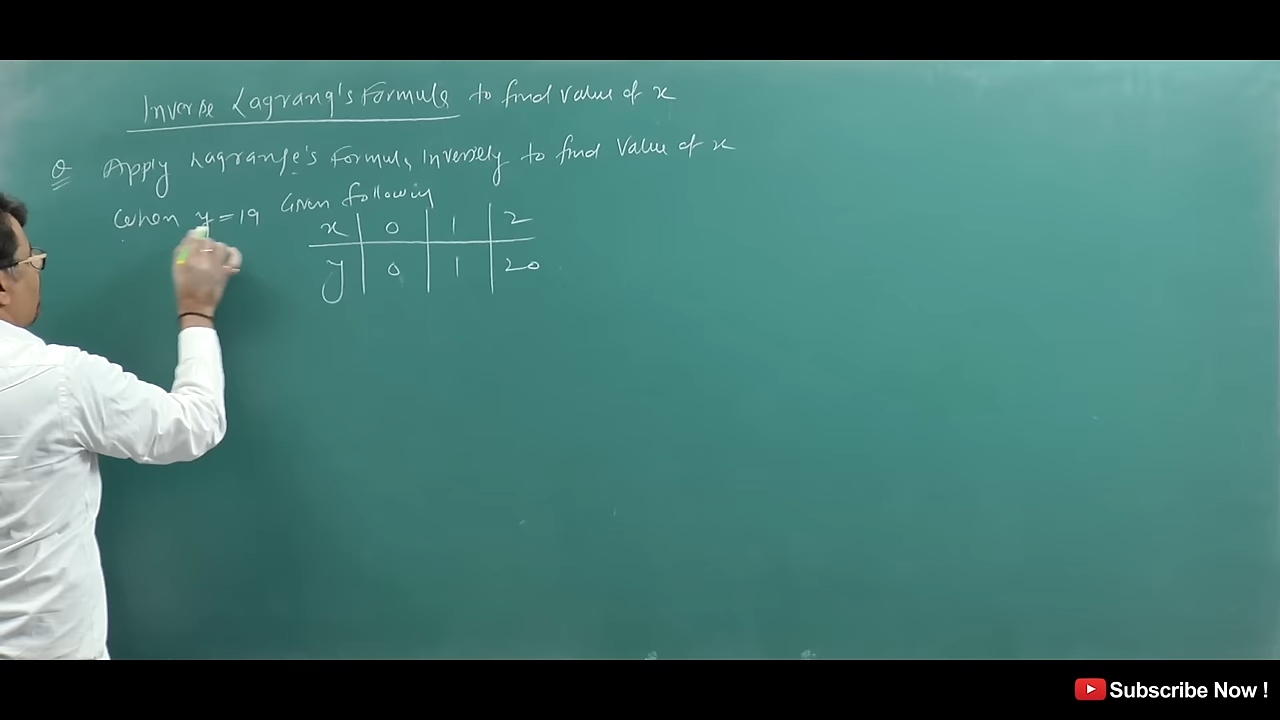 Inverse Lagrang's Formula to find value of x
Q Apply Lagrange's Formula Inversely to find Value of x
When y = 19 Given following
x | 0 | 1 | 2
y | 0 | 1 | 20
Subscribe Now !